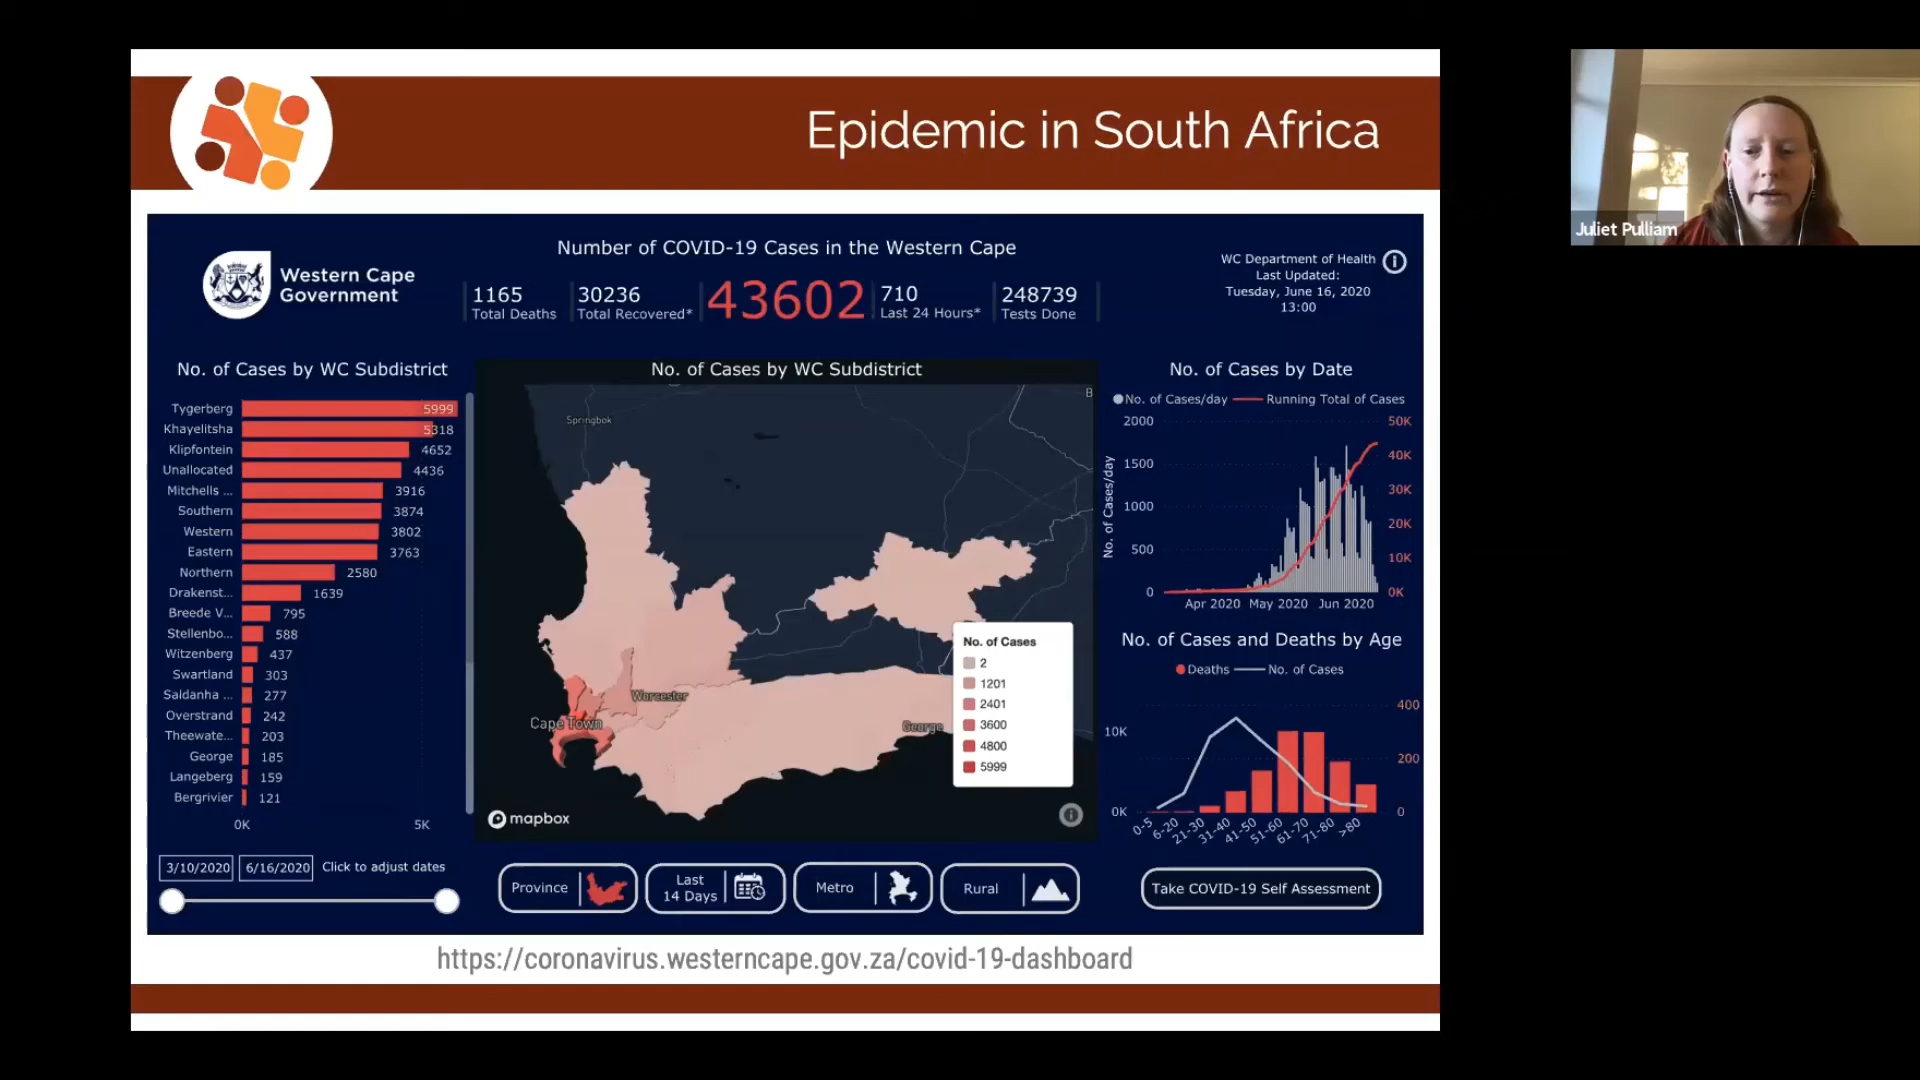 Epidemic in South Africa
Juliet Pulliam
Western Cape
Government
Number of COVID-19 Cases in the Western Cape
1165
Total Deaths
30236
Total Recovered*
43602
710
Last 24 Hours*
248739
Tests Done
WC Department of Health
Last Updated:
Tuesday, June 16, 2020
13:00
No. of Cases by WC Subdistrict
Tygerberg 5999
Khayelitsha 5318
Klipfontein 4652
Unallocated 4436
Mitchells ... 3916
Southern 3874
Western 3802
Eastern 3763
Northern 2580
Drakenst... 1639
Breede V... 795
Stellenbo... 588
Witzenberg 437
Swartland 303
Saldanha ... 277
Overstrand 242
Theewate... 203
George 185
Langeberg 159
Bergrivier 121
0K 5K
3/10/2020 6/16/2020 Click to adjust dates
No. of Cases by WC Subdistrict
B
Springbok
Worcester
Cape Town
George
No. of Cases
2
1201
2401
3600
4800
5999
mapbox
Province
Last
14 Days
Metro
Rural
No. of Cases by Date
No. of Cases/day Running Total of Cases
No. of Cases/day
2000 50K
40K
1500
30K
1000
20K
500
10K
0 0K
Apr 2020 May 2020 Jun 2020
No. of Cases and Deaths by Age
Deaths No. of Cases
400
10K
200
0K 0
0-5 6-20 21-30 31-40 41-50 51-60 61-70 71-80 >80
Take COVID-19 Self Assessment
https://coronavirus.westerncape.gov.za/covid-19-dashboard